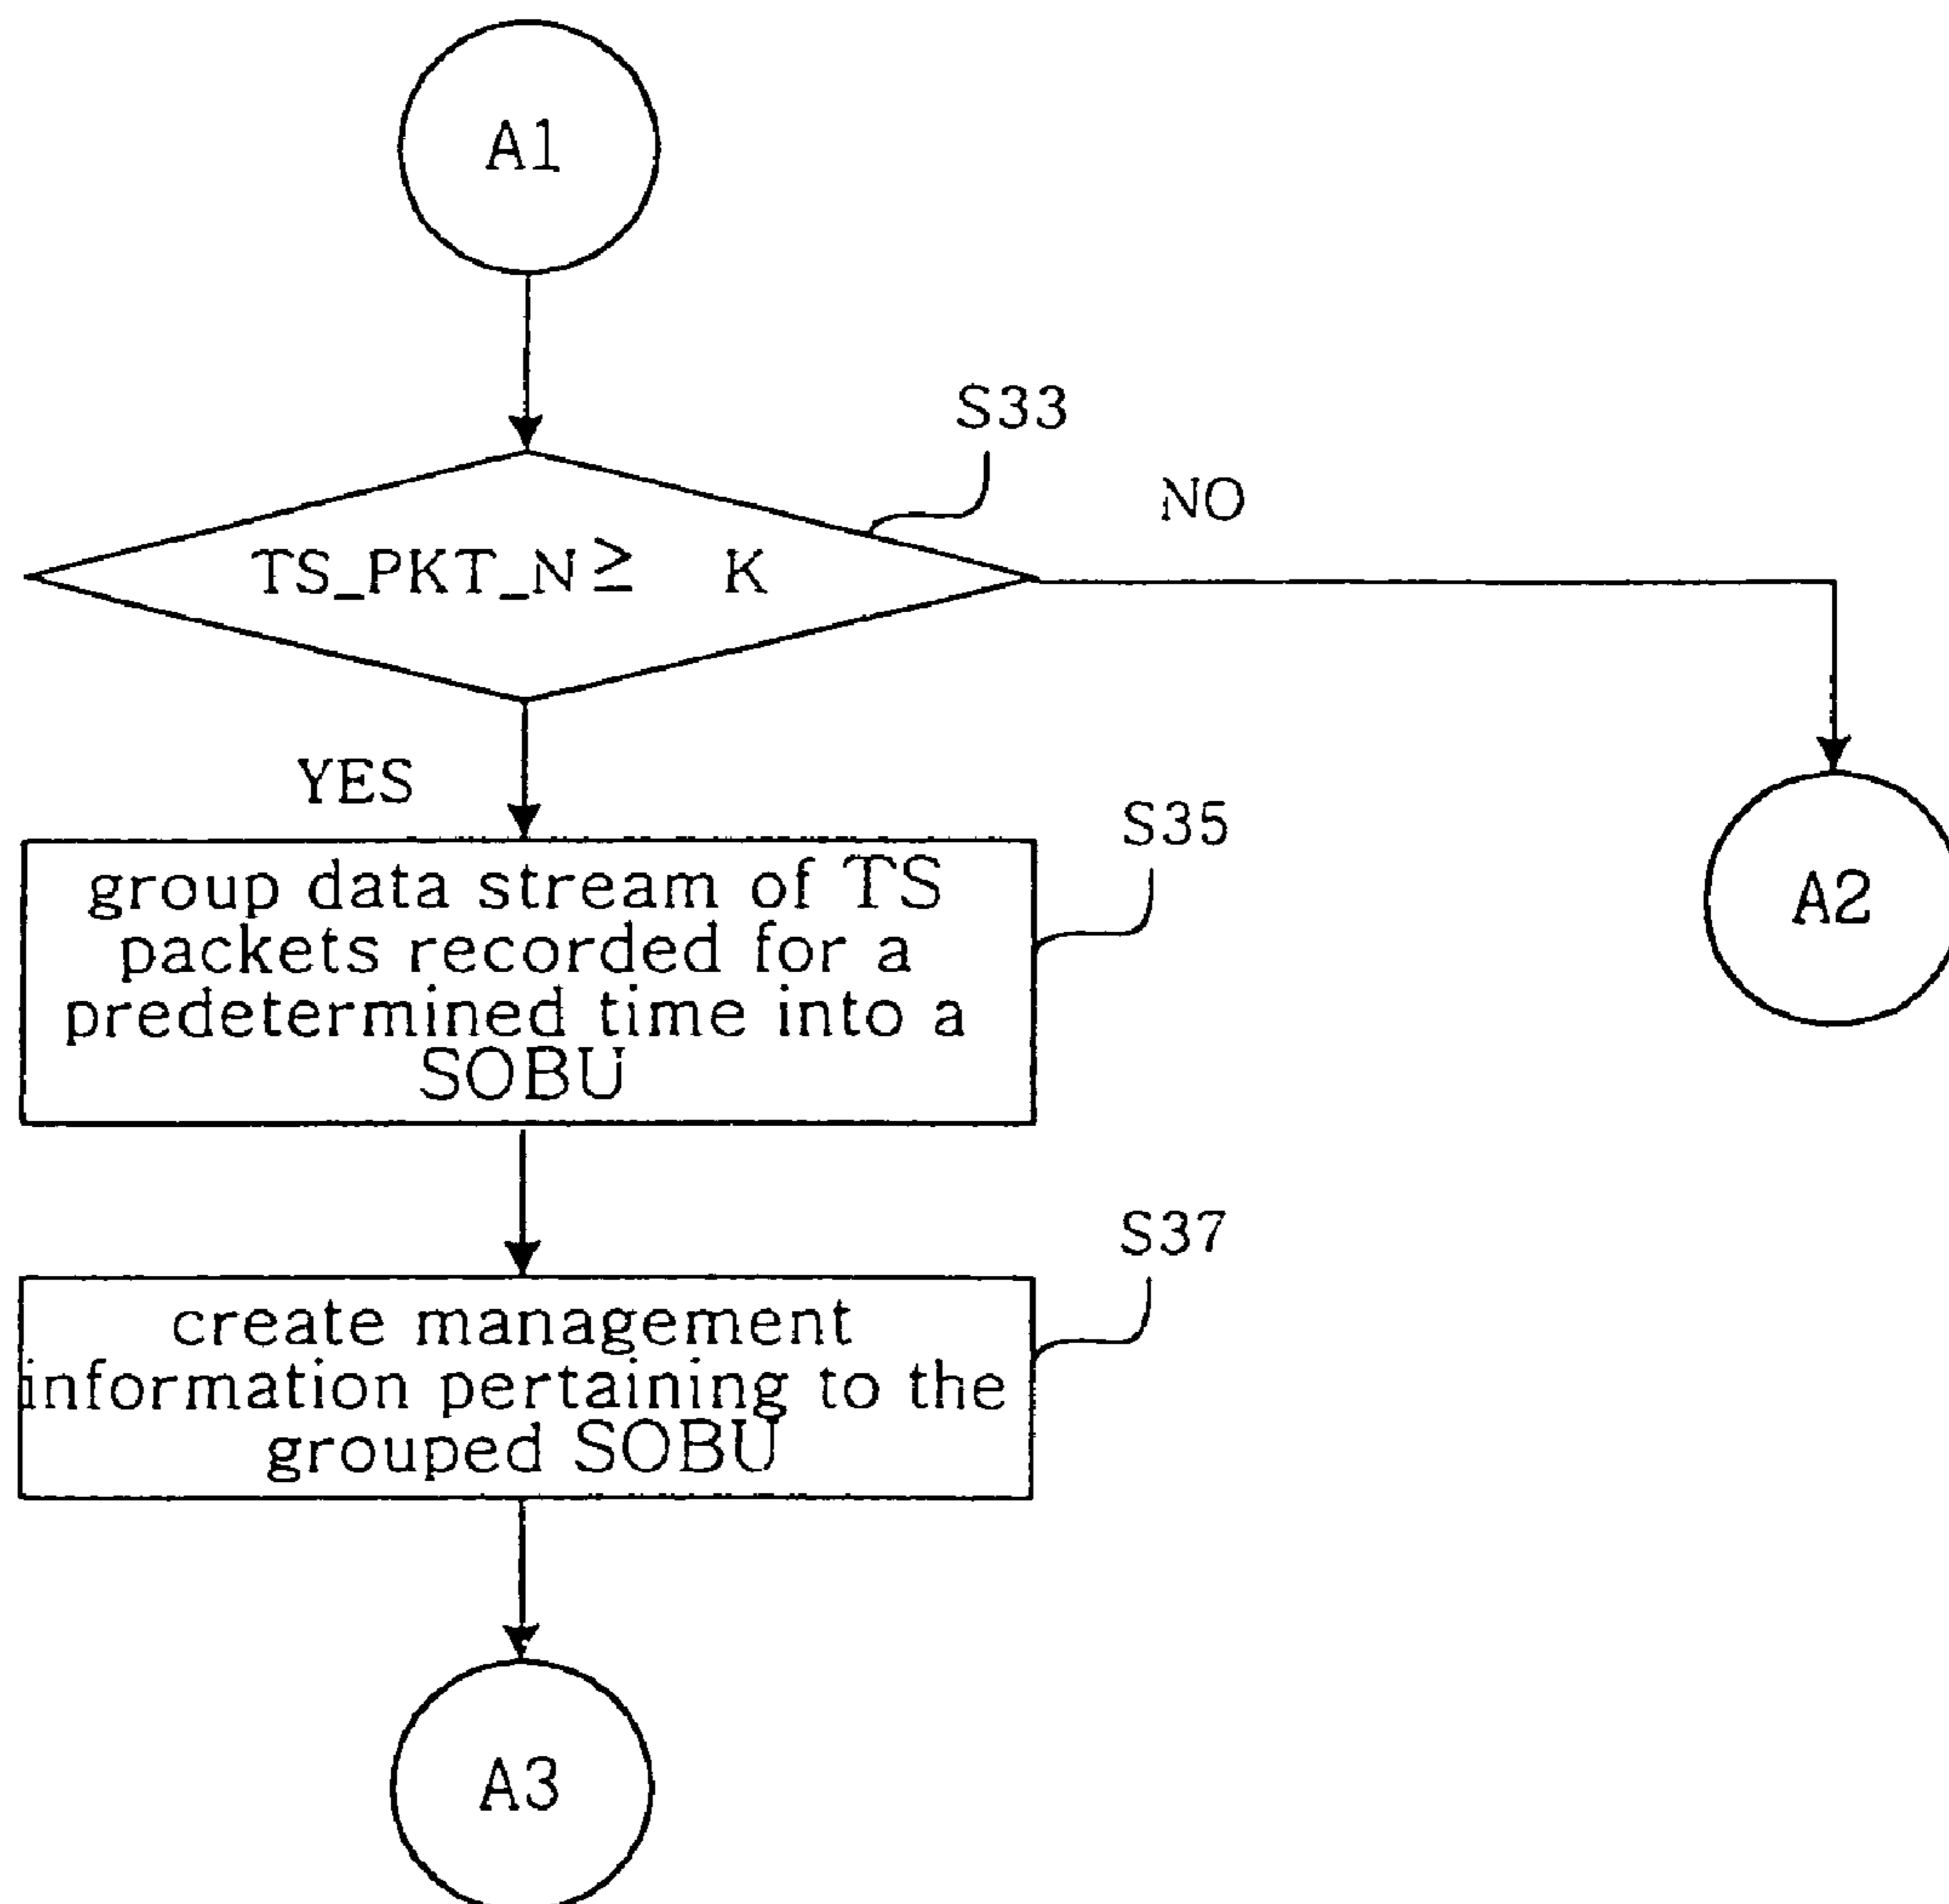 A1
S33
NO
TS_PKT_N≥ K
YES
S35
group data stream of TS
packets recorded for a
predetermined time into a
SOBU
A2
S37
create management
information pertaining to the
grouped SOBU
A3